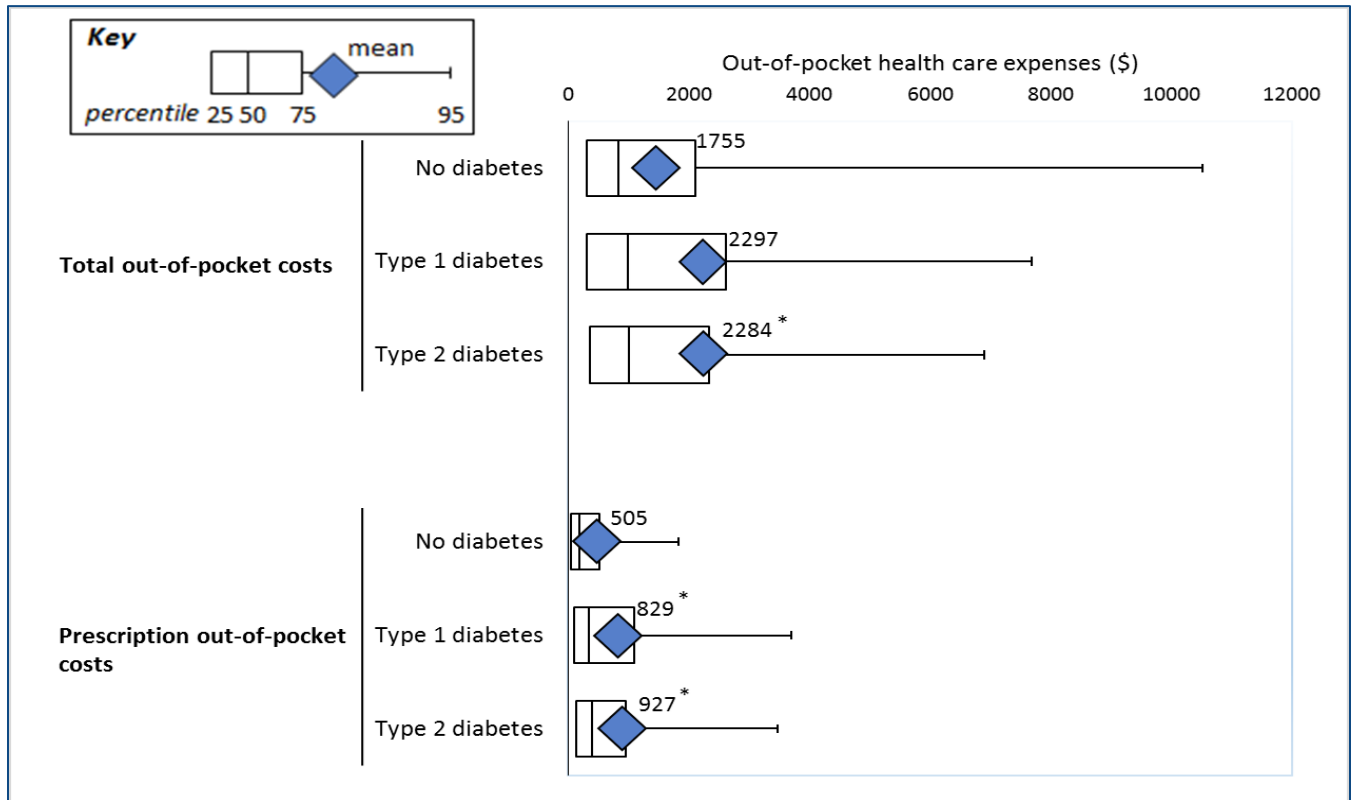 Key
mean
percentile 25 50 75 95
Out-of-pocket health care expenses ($)
0 2000 4000 6000 8000 10000 12000
Total out-of-pocket costs
No diabetes
1755
Type 1 diabetes
2297
Type 2 diabetes
2284 *
Prescription out-of-pocket
costs
No diabetes
505
Type 1 diabetes
829 *
Type 2 diabetes
927 *